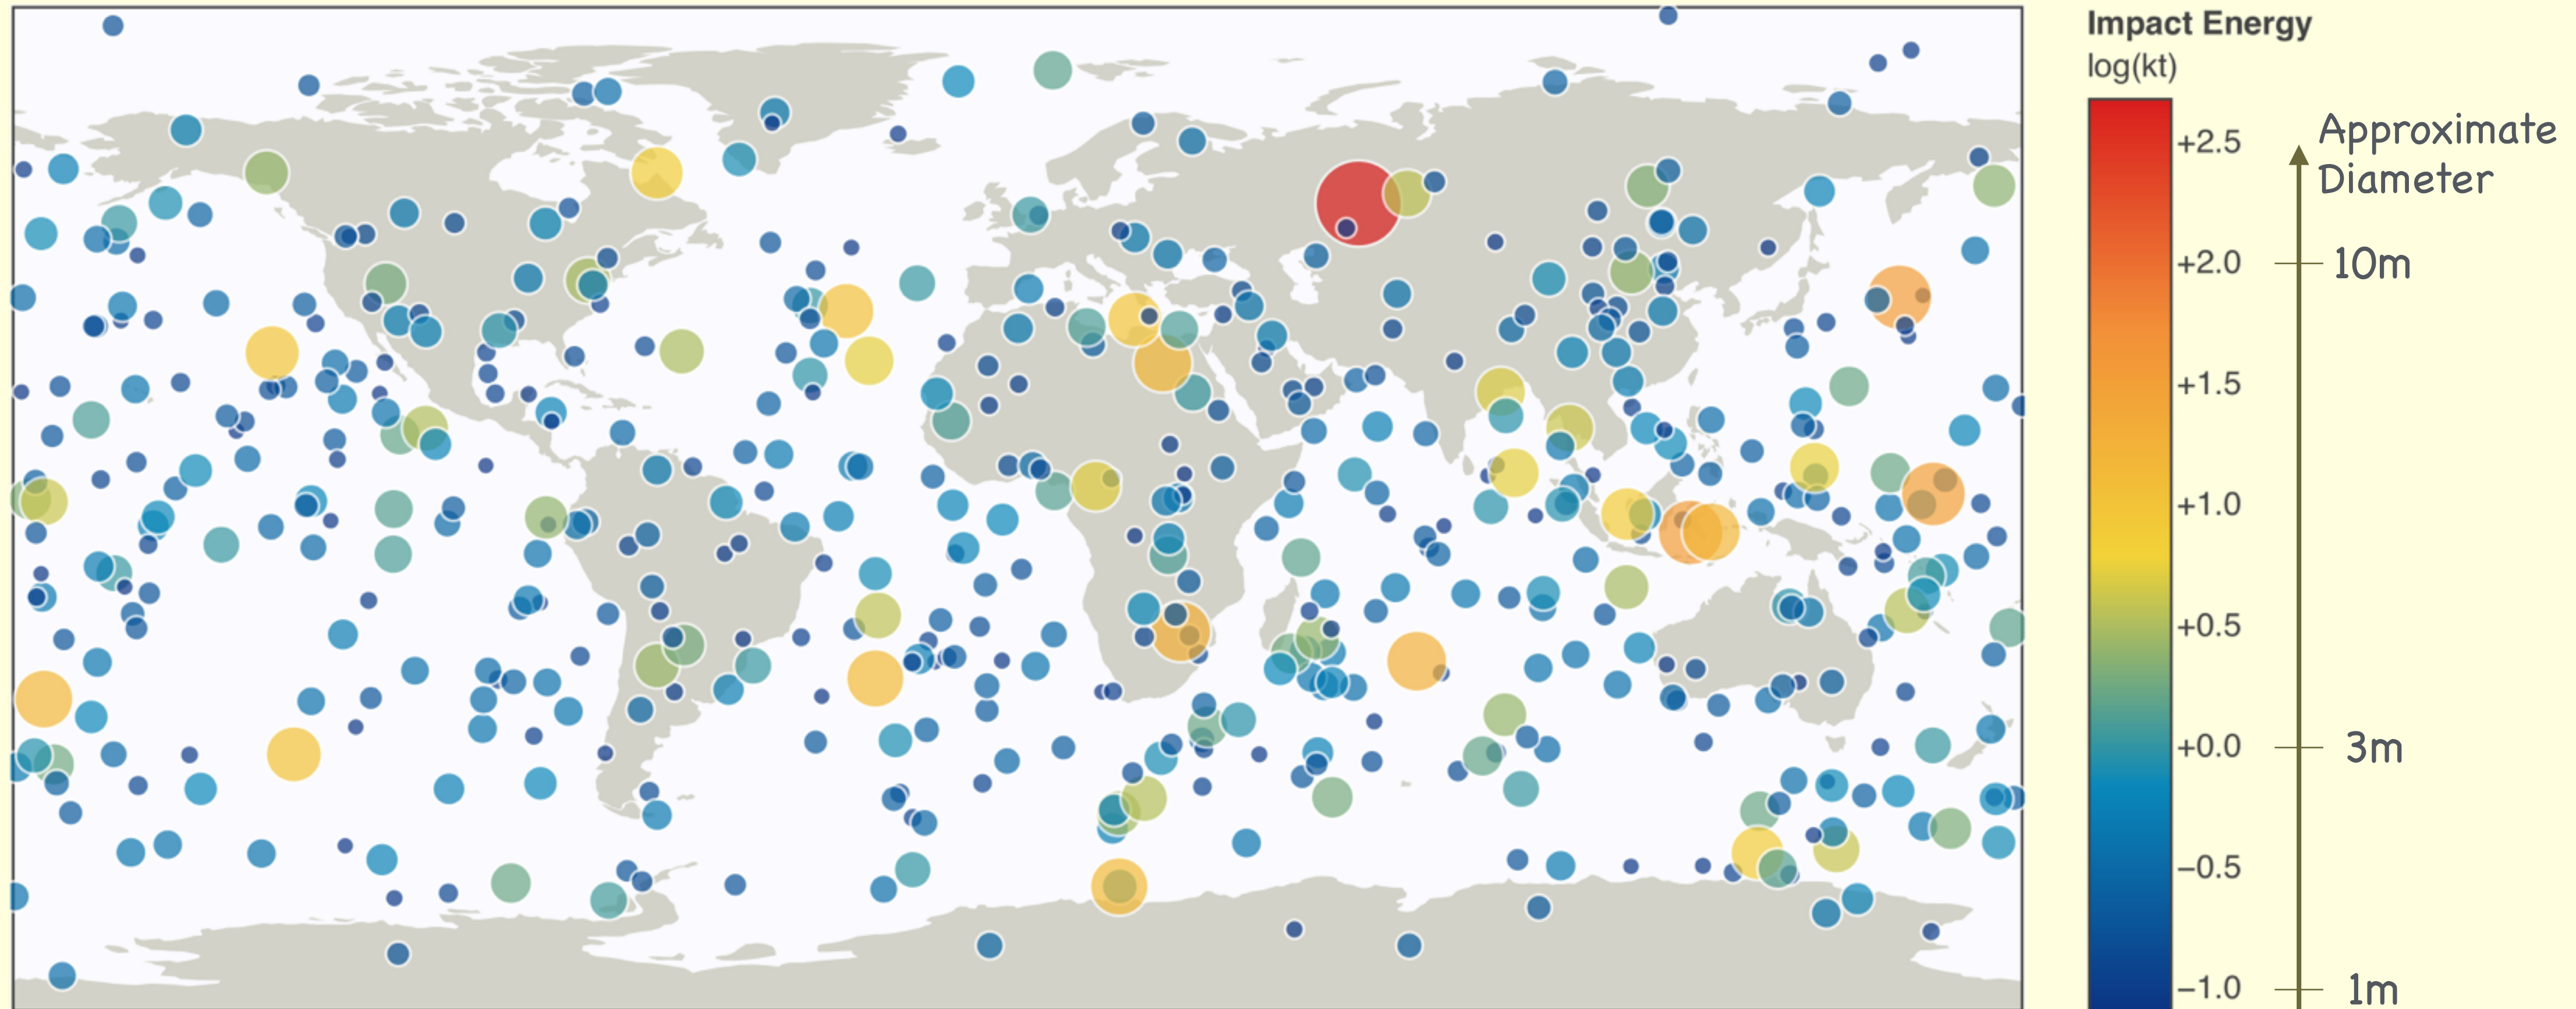 Impact Energy
log(kt)
Approximate
Diameter
+2.5
+2.0
10m
+1.5
+1.0
+0.5
+0.0
3m
−0.5
−1.0
1m